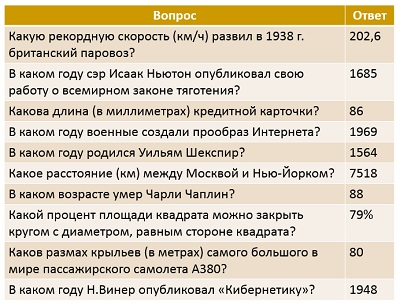 Вопрос Ответ
Какую рекордную скорость (км/ч) развил в 1938 г. 202,6
британский паровоз?
В каком году сэр Исаак Ньютон опубликовал свою 1685
работу о всемирном законе тяготения?
Какова длина (в миллиметрах) кредитной карточки? 86
В каком году военные создали прообраз Интернета? 1969
В каком году родился Уильям Шекспир? 1564
Какое расстояние (км) между Москвой и Нью-Йорком? 7518
В каком возрасте умер Чарли Чаплин? 88
Какой процент площади квадрата можно закрыть 79%
кругом с диаметром, равным стороне квадрата?
Каков размах крыльев (в метрах) самого большого в 80
мире пассажирского самолета А380?
В каком году Н.Винер опубликовал «Кибернетику»? 1948